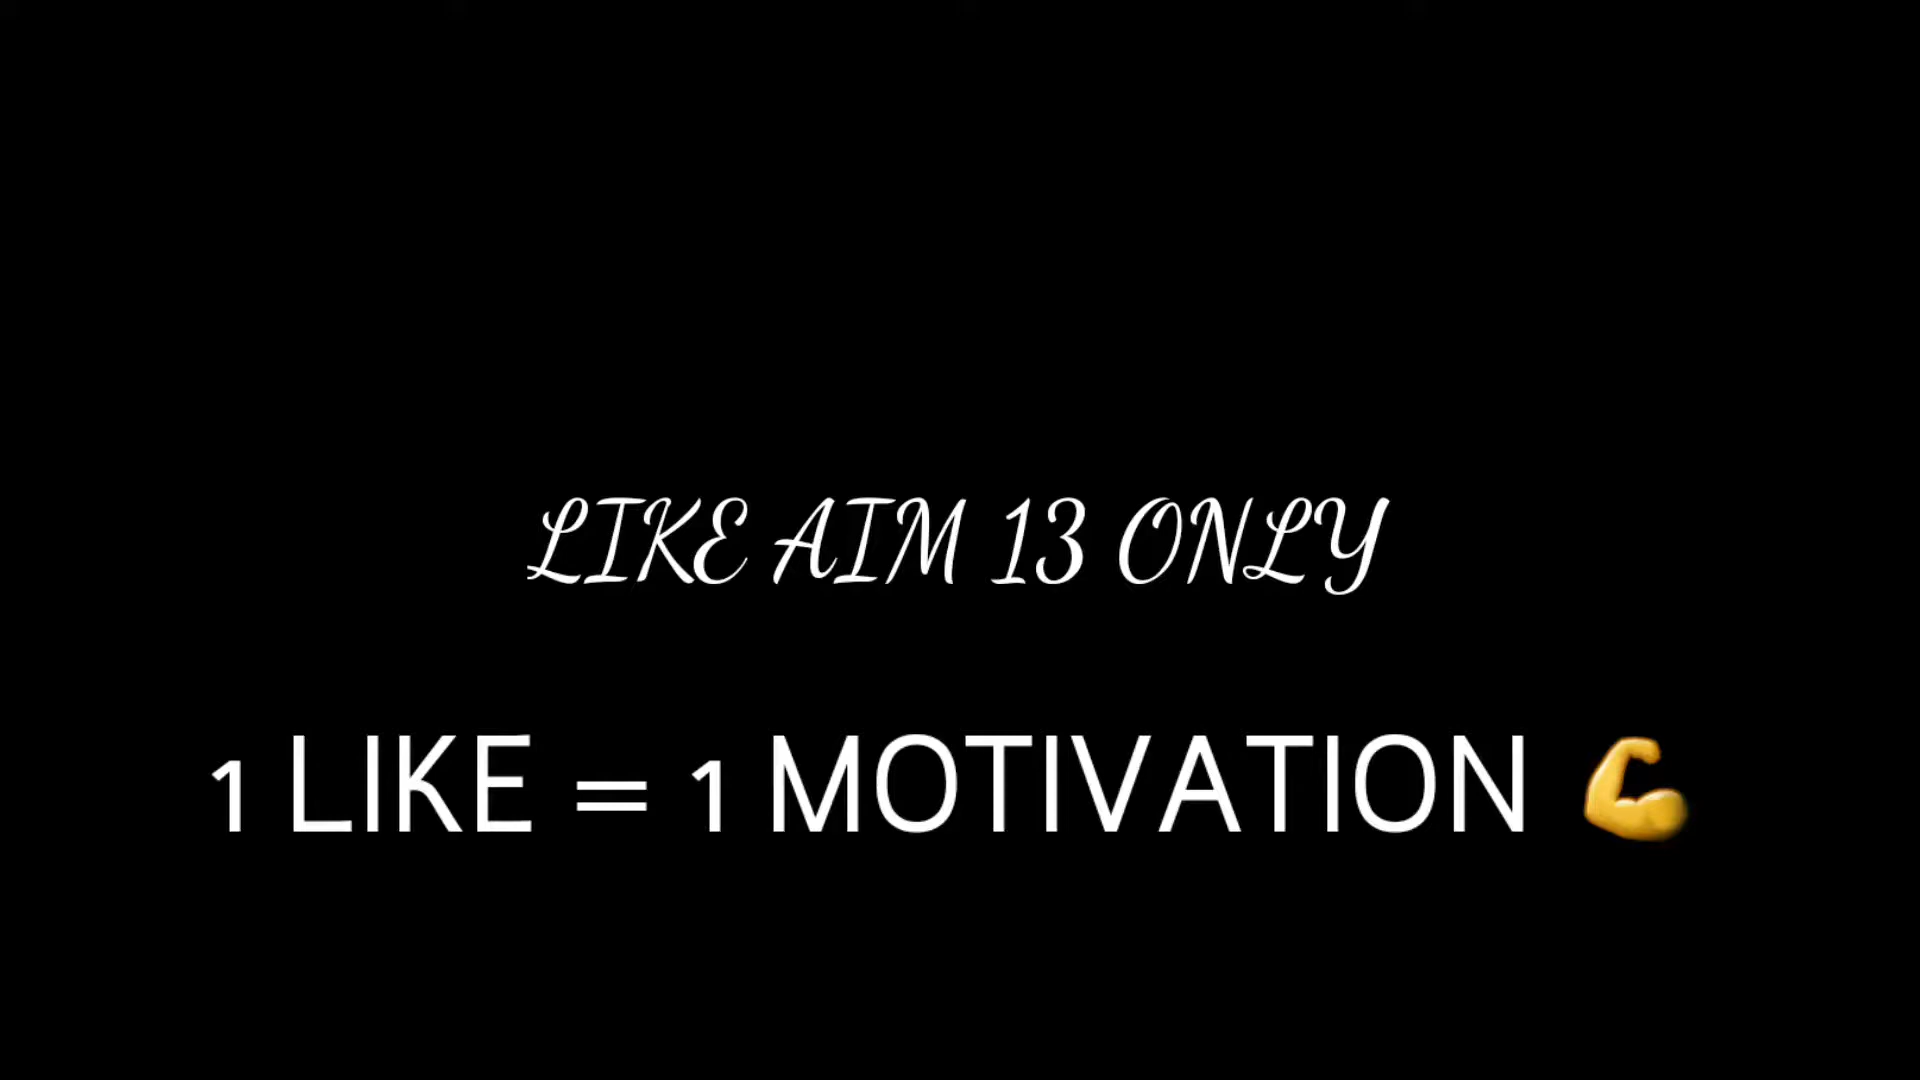 LIKE AIM 13 ONLY
1 LIKE = 1 MOTIVATION 💪